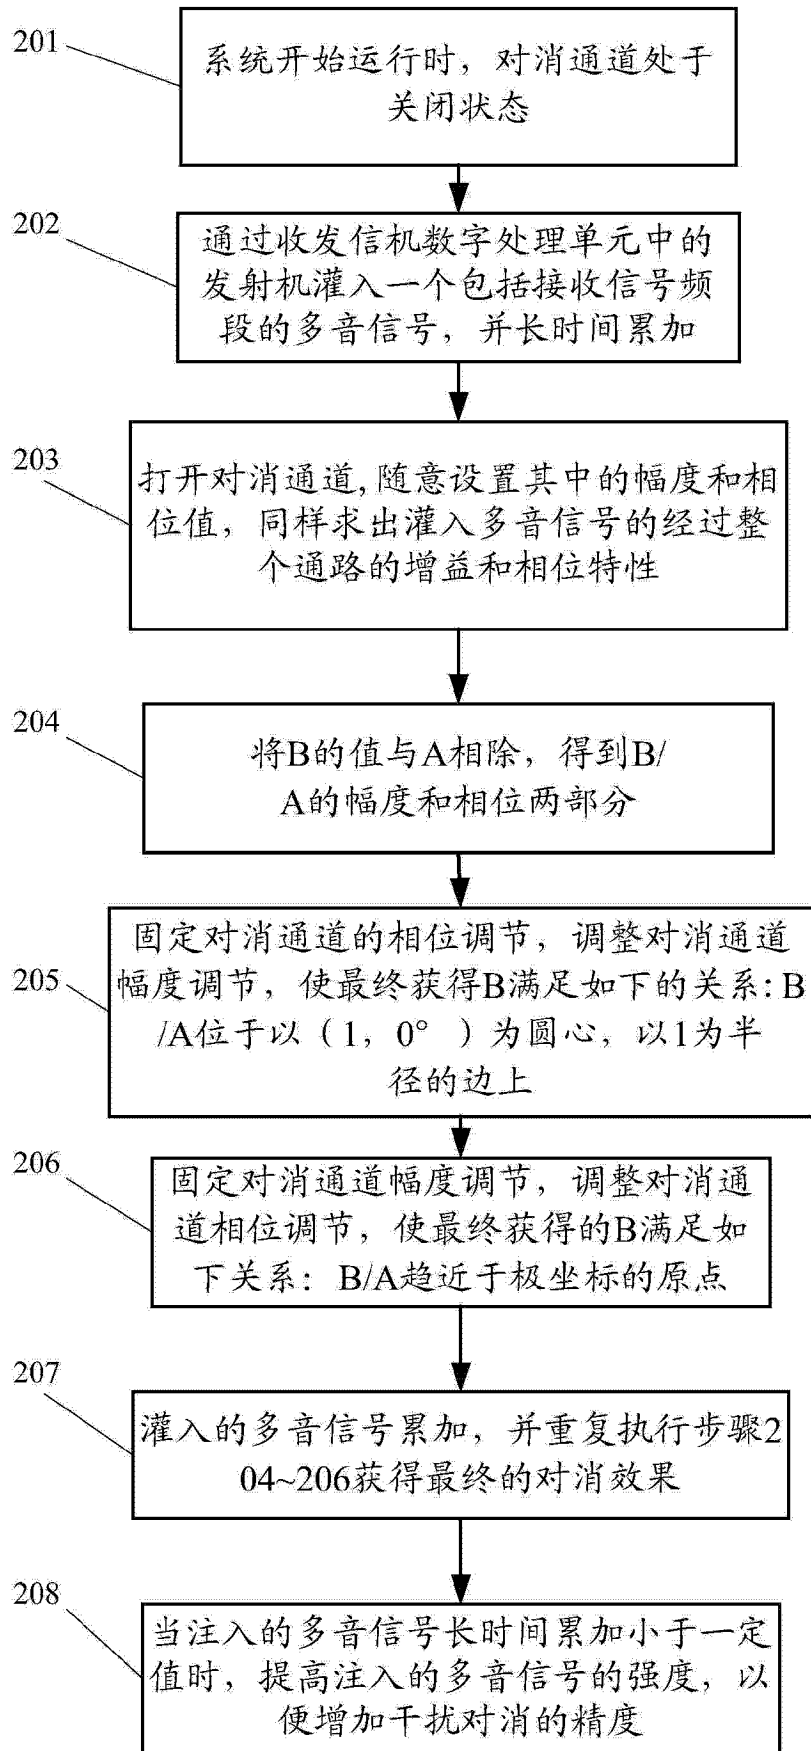 201
系统开始运行时，对消通道处于
关闭状态
202
通过收发信机数字处理单元中的
发射机灌入一个包括接收信号频
段的多音信号，并长时间累加
203
打开对消通道,随意设置其中的幅度和相
位值，同样求出灌入多音信号的经过整
个通路的增益和相位特性
204
将B的值与A相除，得到B/
A的幅度和相位两部分
205
固定对消通道的相位调节，调整对消通道
幅度调节，使最终获得B满足如下的关系：B
/A位于以（1，0°）为圆心，以1为半
径的边上
206
固定对消通道幅度调节，调整对消通
道相位调节，使最终获得的B满足如
下关系：B/A趋近于极坐标的原点
207
灌入的多音信号累加，并重复执行步骤2
04~206获得最终的对消效果
208
当注入的多音信号长时间累加小于一定
值时，提高注入的多音信号的强度，以
便增加干扰对消的精度